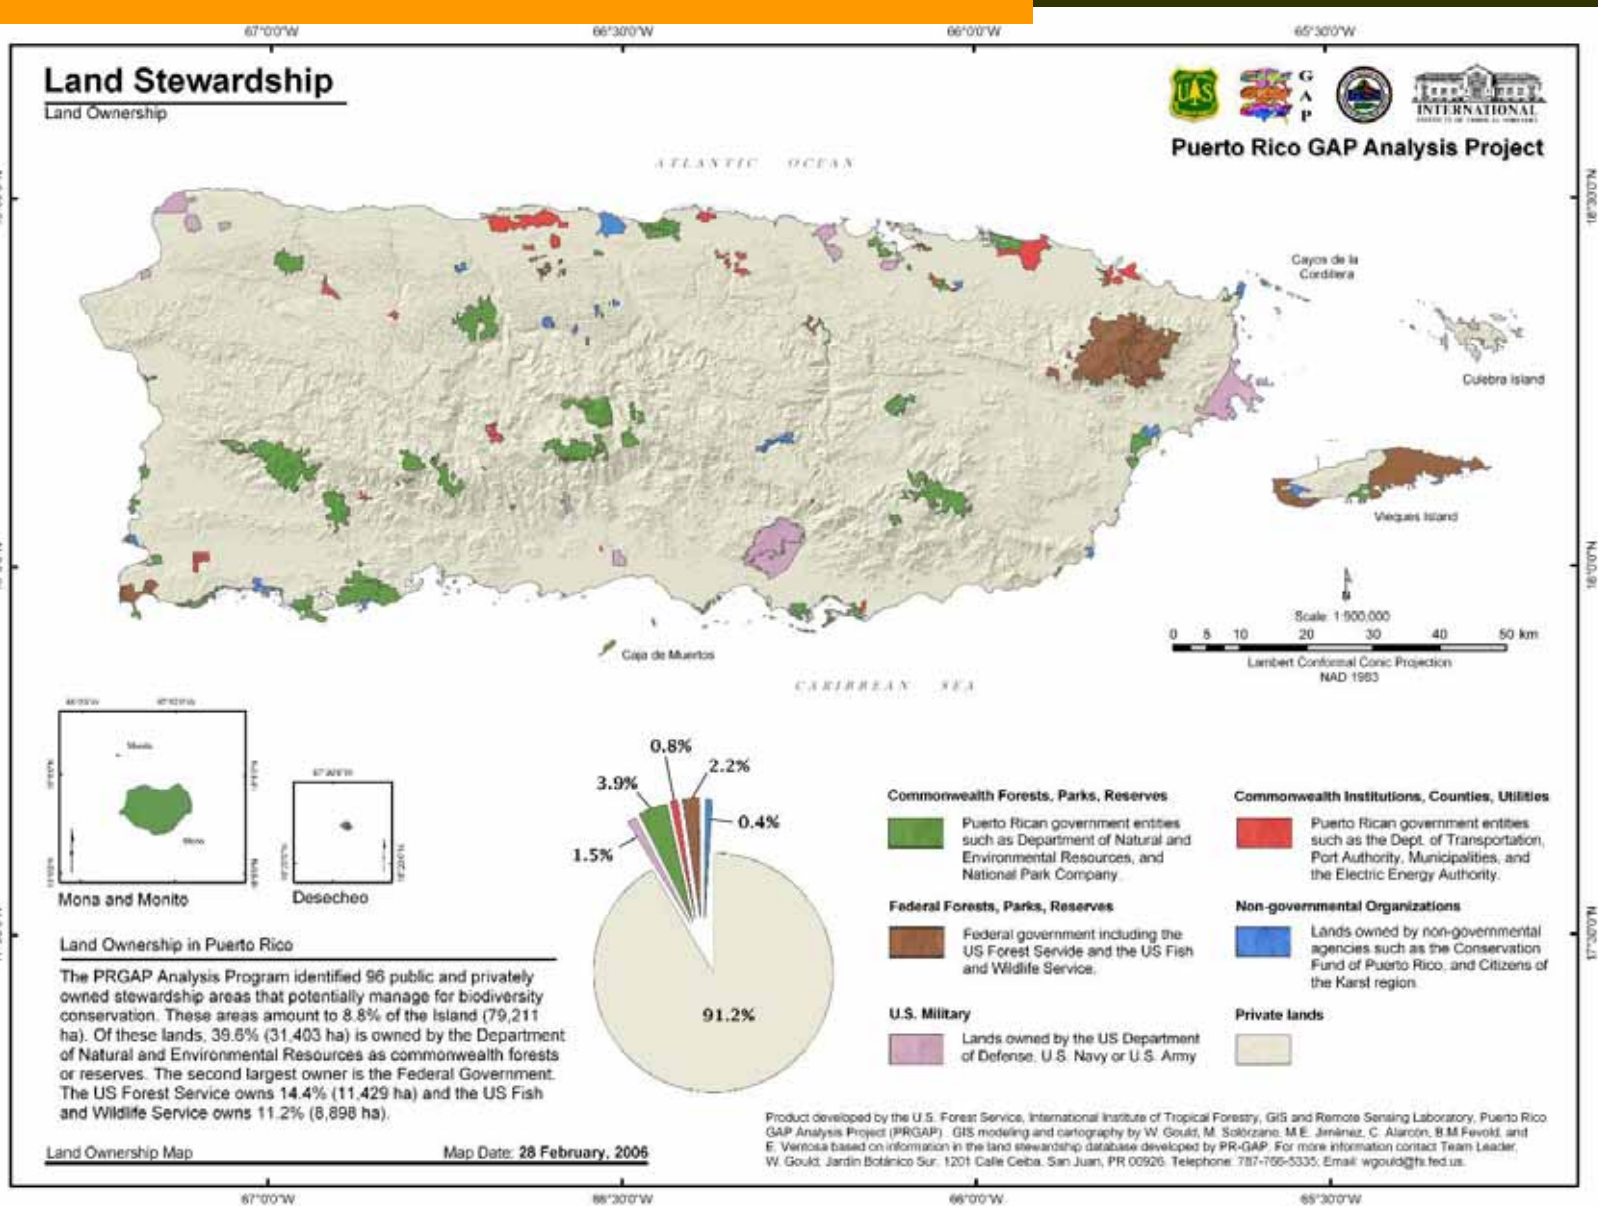 67°0'0"W
66°30'0"W
66°0'0"W
65°30'0"W
Land Stewardship
Land Ownership
U S
G
A
P
INTERNATIONAL
Puerto Rico GAP Analysis Project
ATLANTIC OCEAN
18°30'0"N
Cayos de la
Cordillera
Culebra Island
Vieques Island
18°0'0"N
N
Scale: 1:900,000
0 5 10 20 30 40 50 km
Lambert Conformal Conic Projection
NAD 1983
Caja de Muertos
CARIBBEAN SEA
Monito
Mona
Mona and Monito
Desecheo
0.8%
2.2%
3.9%
0.4%
1.5%
91.2%
Commonwealth Forests, Parks, Reserves
Puerto Rican government entities
such as Department of Natural and
Environmental Resources, and
National Park Company.
Federal Forests, Parks, Reserves
Federal government including the
US Forest Servide and the US Fish
and Wildlife Service.
U.S. Military
Lands owned by the US Department
of Defense, U.S. Navy or U.S. Army
Commonwealth Institutions, Counties, Utilities
Puerto Rican government entities
such as the Dept. of Transportation,
Port Authority, Municipalities, and
the Electric Energy Authority.
Non-governmental Organizations
Lands owned by non-governmental
agencies such as the Conservation
Fund of Puerto Rico, and Citizens of
the Karst region
Private lands
17°30'0"N
Land Ownership in Puerto Rico
The PRGAP Analysis Program identified 96 public and privately
owned stewardship areas that potentially manage for biodiversity
conservation. These areas amount to 8.8% of the Island (79,211
ha). Of these lands, 39.6% (31,403 ha) is owned by the Department
of Natural and Environmental Resources as commonwealth forests
or reserves. The second largest owner is the Federal Government.
The US Forest Service owns 14.4% (11,429 ha) and the US Fish
and Wildlife Service owns 11.2% (8,898 ha).
Land Ownership Map
Map Date: 28 February, 2006
Product developed by the U.S. Forest Service, International Institute of Tropical Forestry, GIS and Remote Sensing Laboratory, Puerto Rico
GAP Analysis Project (PRGAP). GIS modeling and cartography by W. Gould, M. Solórzano, M.E. Jiménez, C. Alarcón, B.M Fevold, and
E. Ventosa based on information in the land stewardship database developed by PR-GAP. For more information contact Team Leader,
W. Gould, Jardín Botánico Sur, 1201 Calle Ceiba, San Juan, PR 00926. Telephone: 787-766-5335; Email: wgould@fs.fed.us.
67°0'0"W
66°30'0"W
66°0'0"W
65°30'0"W